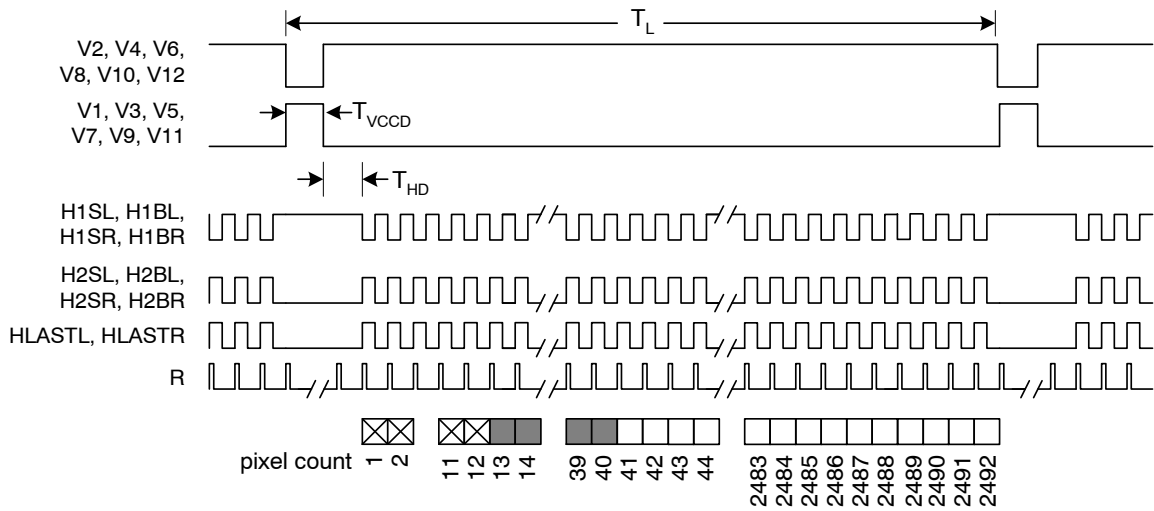 T_L
V2, V4, V6,
V8, V10, V12
V1, V3, V5,
V7, V9, V11
T_VCCD
T_HD
H1SL, H1BL,
H1SR, H1BR
H2SL, H2BL,
H2SR, H2BR
HLASTL, HLASTR
R
pixel count 1 2 11 12 13 14 39 40 41 42 43 44 2483 2484 2485 2486 2487 2488 2489 2490 2491 2492